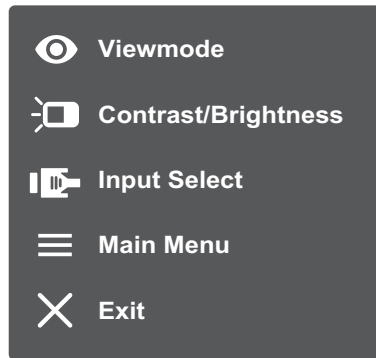 Viewmode
Contrast/Brightness
Input Select
Main Menu
Exit